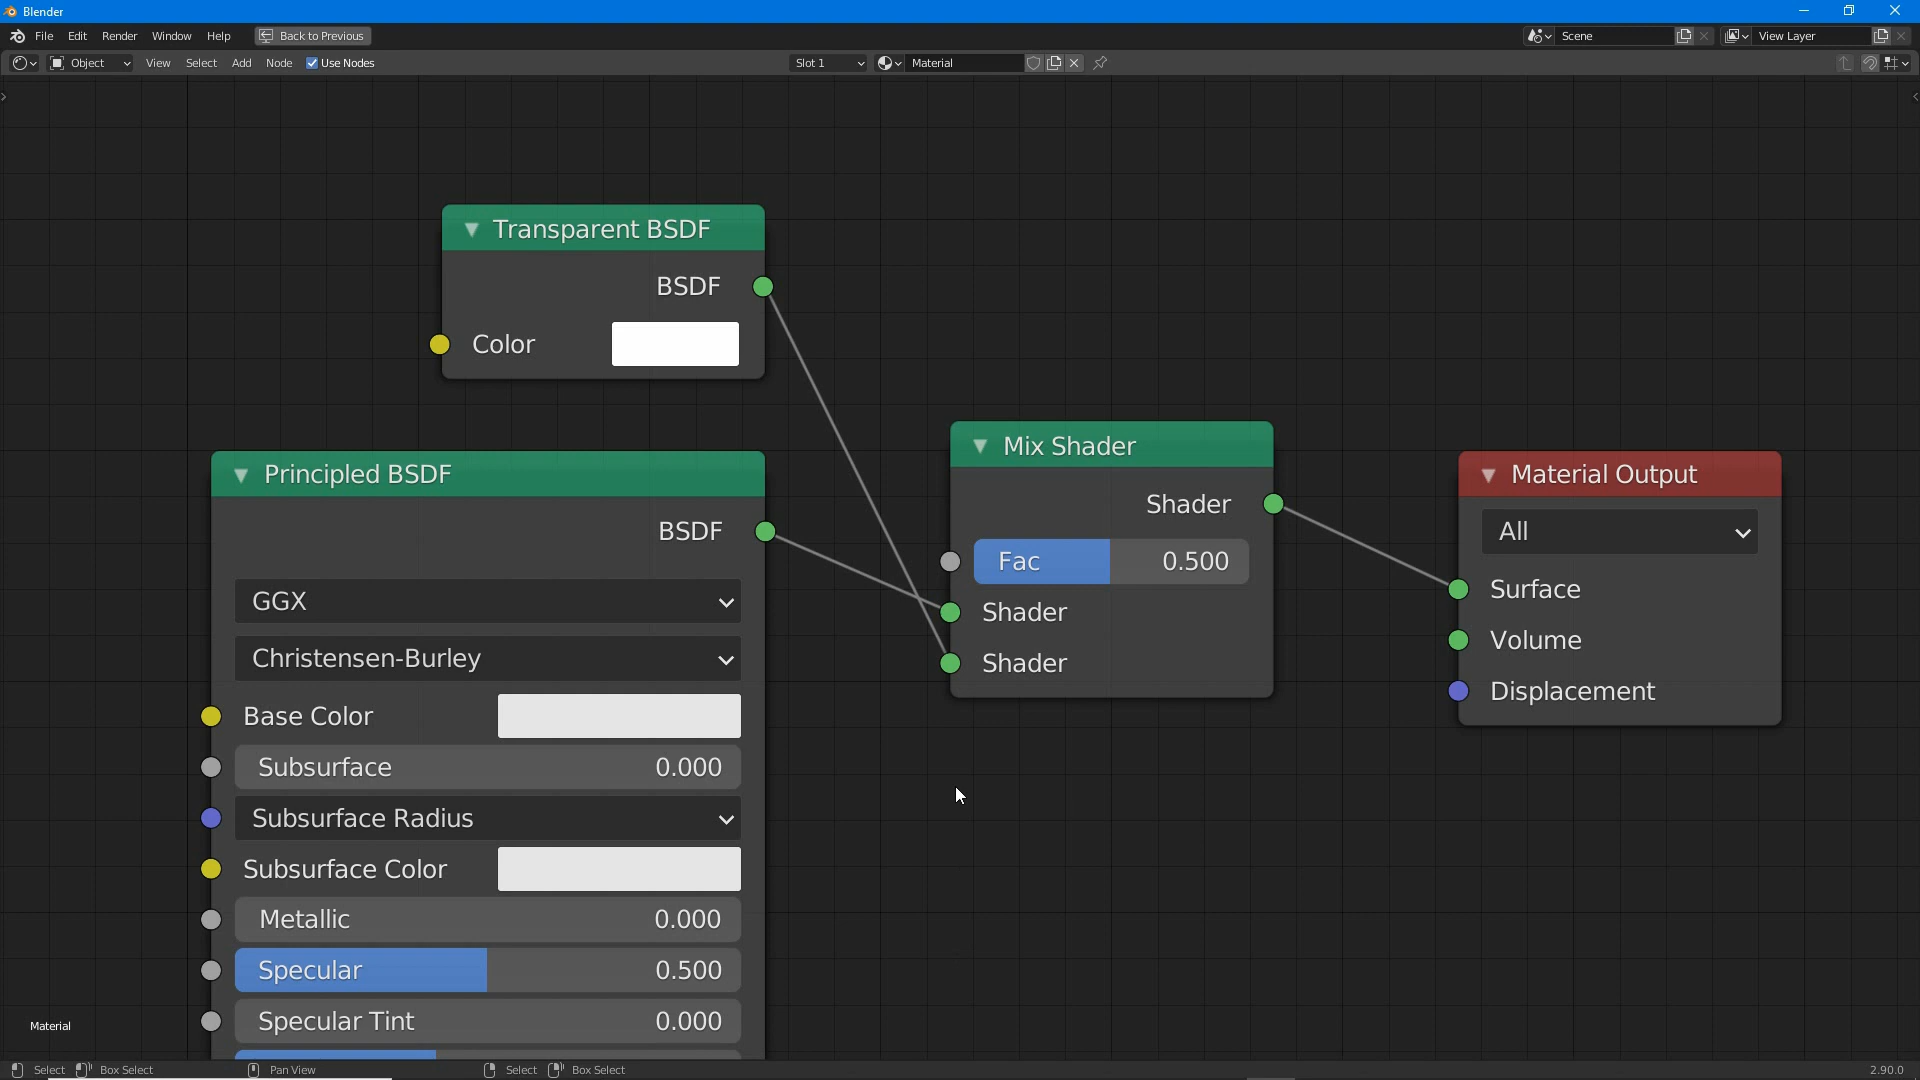 Blender
File Edit Render Window Help Back to Previous Scene View Layer
Object View Select Add Node Use Nodes Slot 1 Material
Transparent BSDF
BSDF
Color
Principled BSDF
BSDF
GGX
Christensen-Burley
Base Color
Subsurface 0.000
Subsurface Radius
Subsurface Color
Metallic 0.000
Specular 0.500
Specular Tint 0.000
Mix Shader
Shader
Fac 0.500
Shader
Shader
Material Output
All
Surface
Volume
Displacement
Material
Select Box Select Pan View Select Box Select 2.90.0